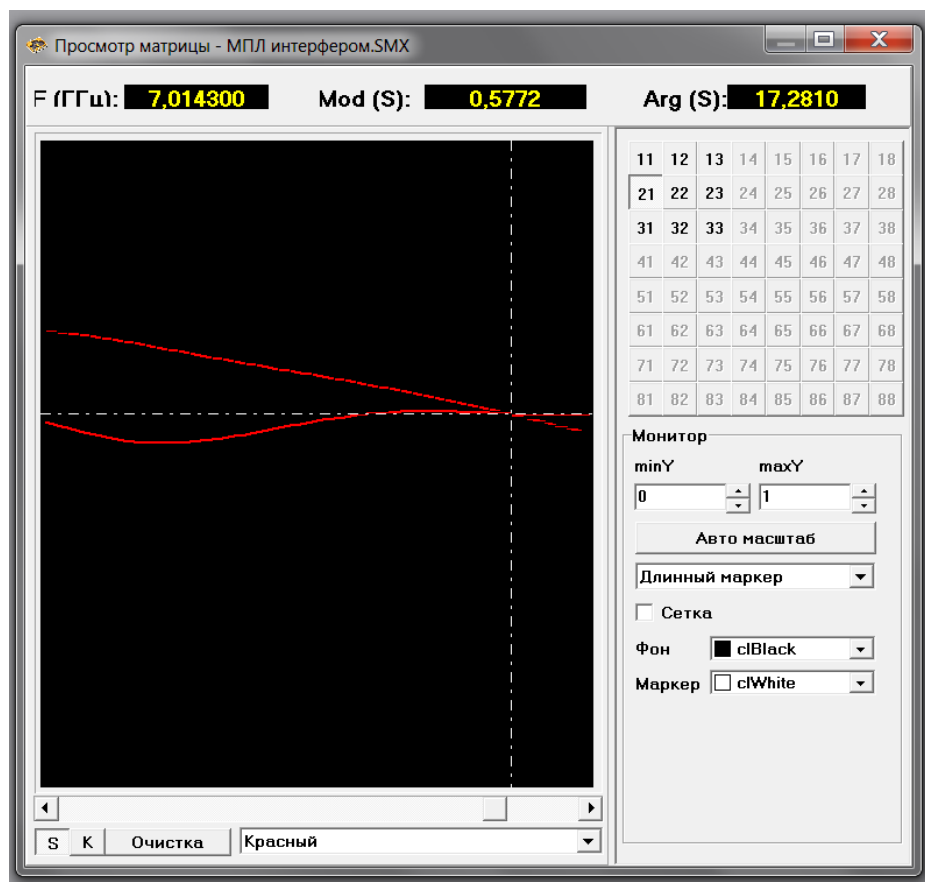 Просмотр матрицы - МПЛ интерфером.SMX
F (ГГц): 7,014300 Mod (S): 0,5772 Arg (S): 17,2810
11 12 13 14 15 16 17 18
21 22 23 24 25 26 27 28
31 32 33 34 35 36 37 38
41 42 43 44 45 46 47 48
51 52 53 54 55 56 57 58
61 62 63 64 65 66 67 68
71 72 73 74 75 76 77 78
81 82 83 84 85 86 87 88
Монитор
minY maxY
0 1
Авто масштаб
Длинный маркер
Сетка
Фон clBlack
Маркер clWhite
S K Очистка Красный